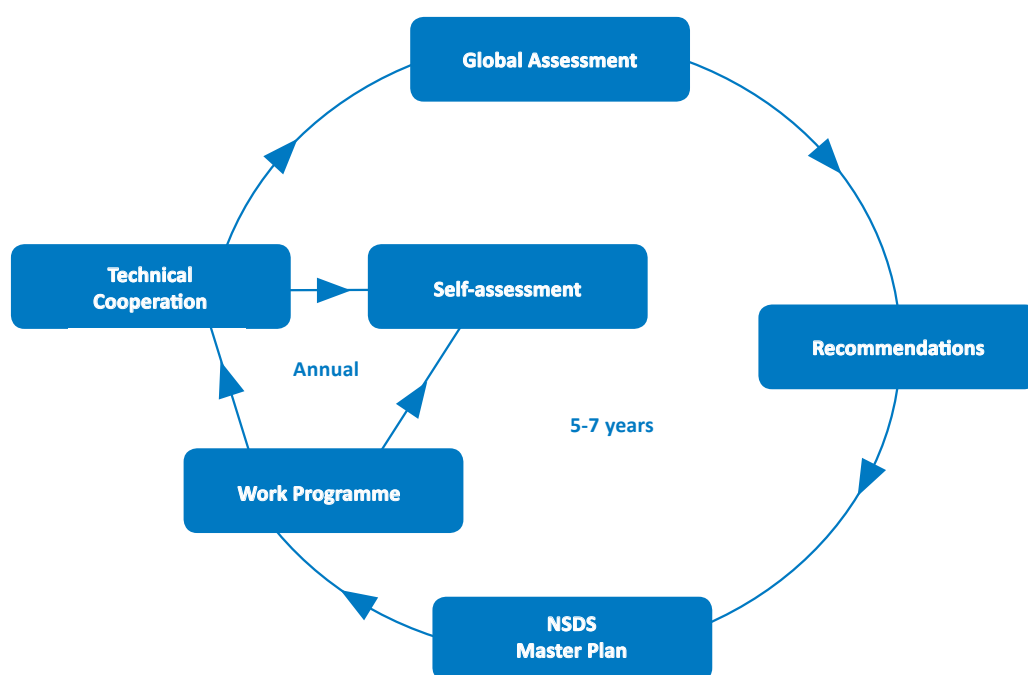 Global Assessment
Technical
Cooperation
Self-assessment
Recommendations
Annual
5-7 years
Work Programme
NSDS
Master Plan